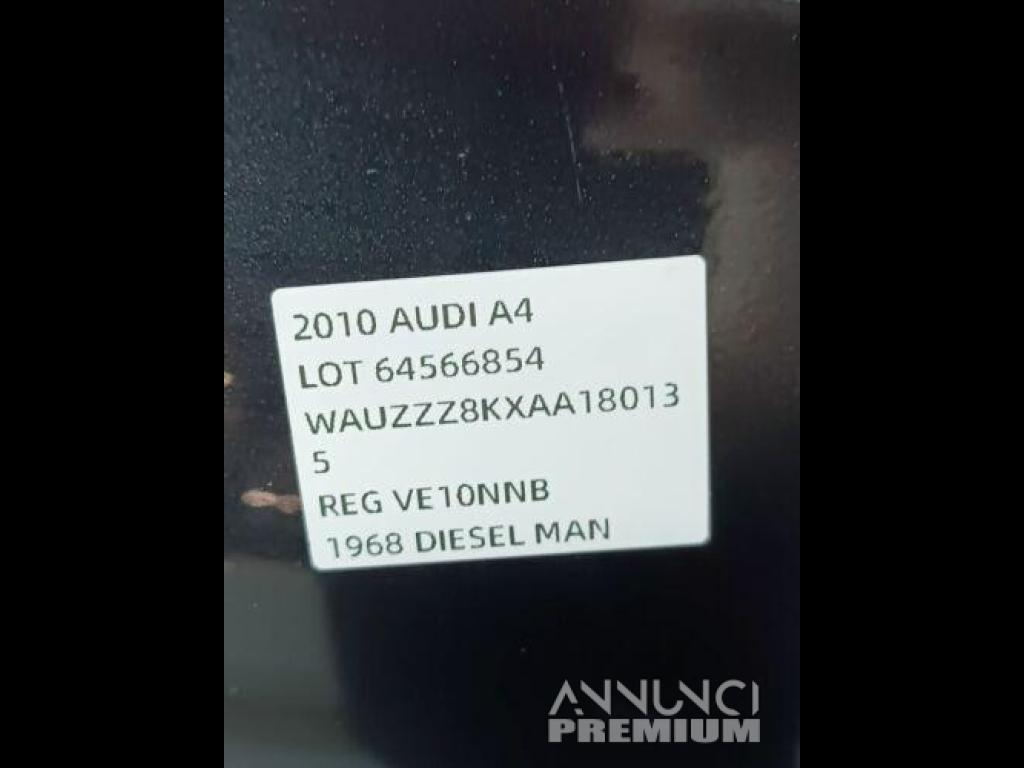 2010 AUDI A4
LOT 64566854
WAUZZZ8KXAA18013
5
REG VE10NNB
1968 DIESEL MAN
ANNUNCI
PREMIUM